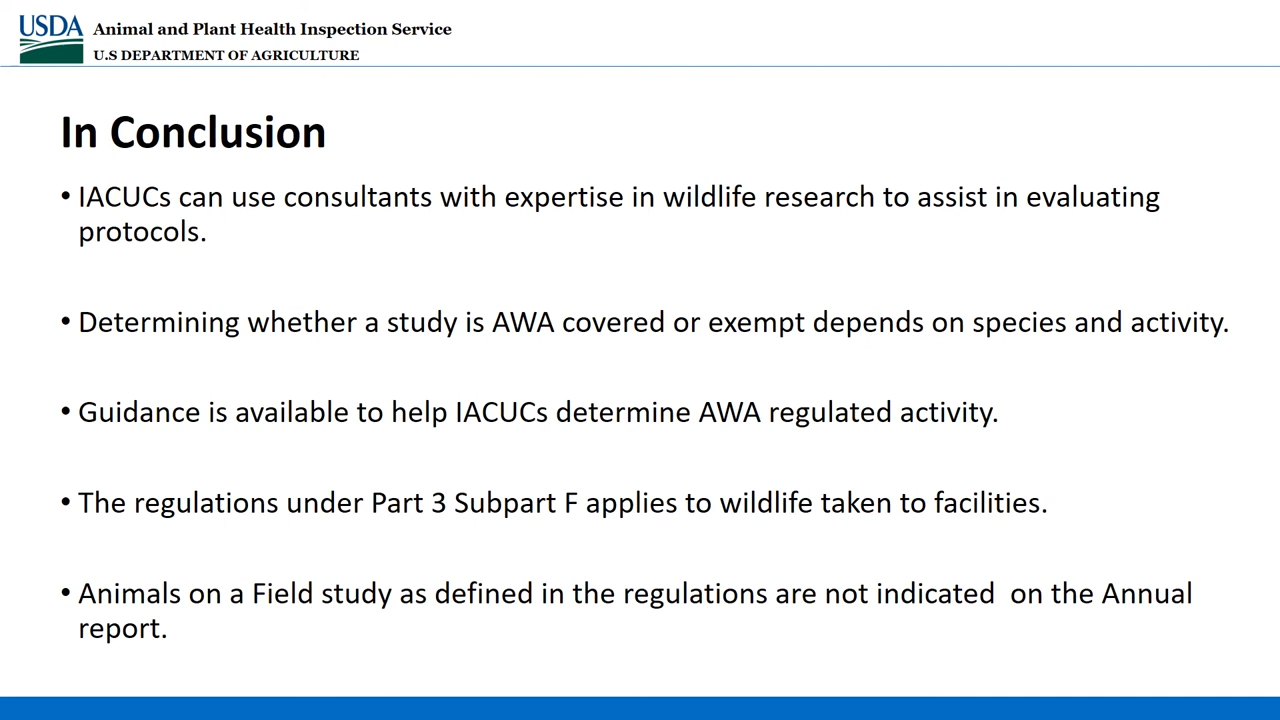 USDA
Animal and Plant Health Inspection Service
U.S DEPARTMENT OF AGRICULTURE
In Conclusion
• IACUCs can use consultants with expertise in wildlife research to assist in evaluating
protocols.
• Determining whether a study is AWA covered or exempt depends on species and activity.
• Guidance is available to help IACUCs determine AWA regulated activity.
• The regulations under Part 3 Subpart F applies to wildlife taken to facilities.
• Animals on a Field study as defined in the regulations are not indicated  on the Annual
report.